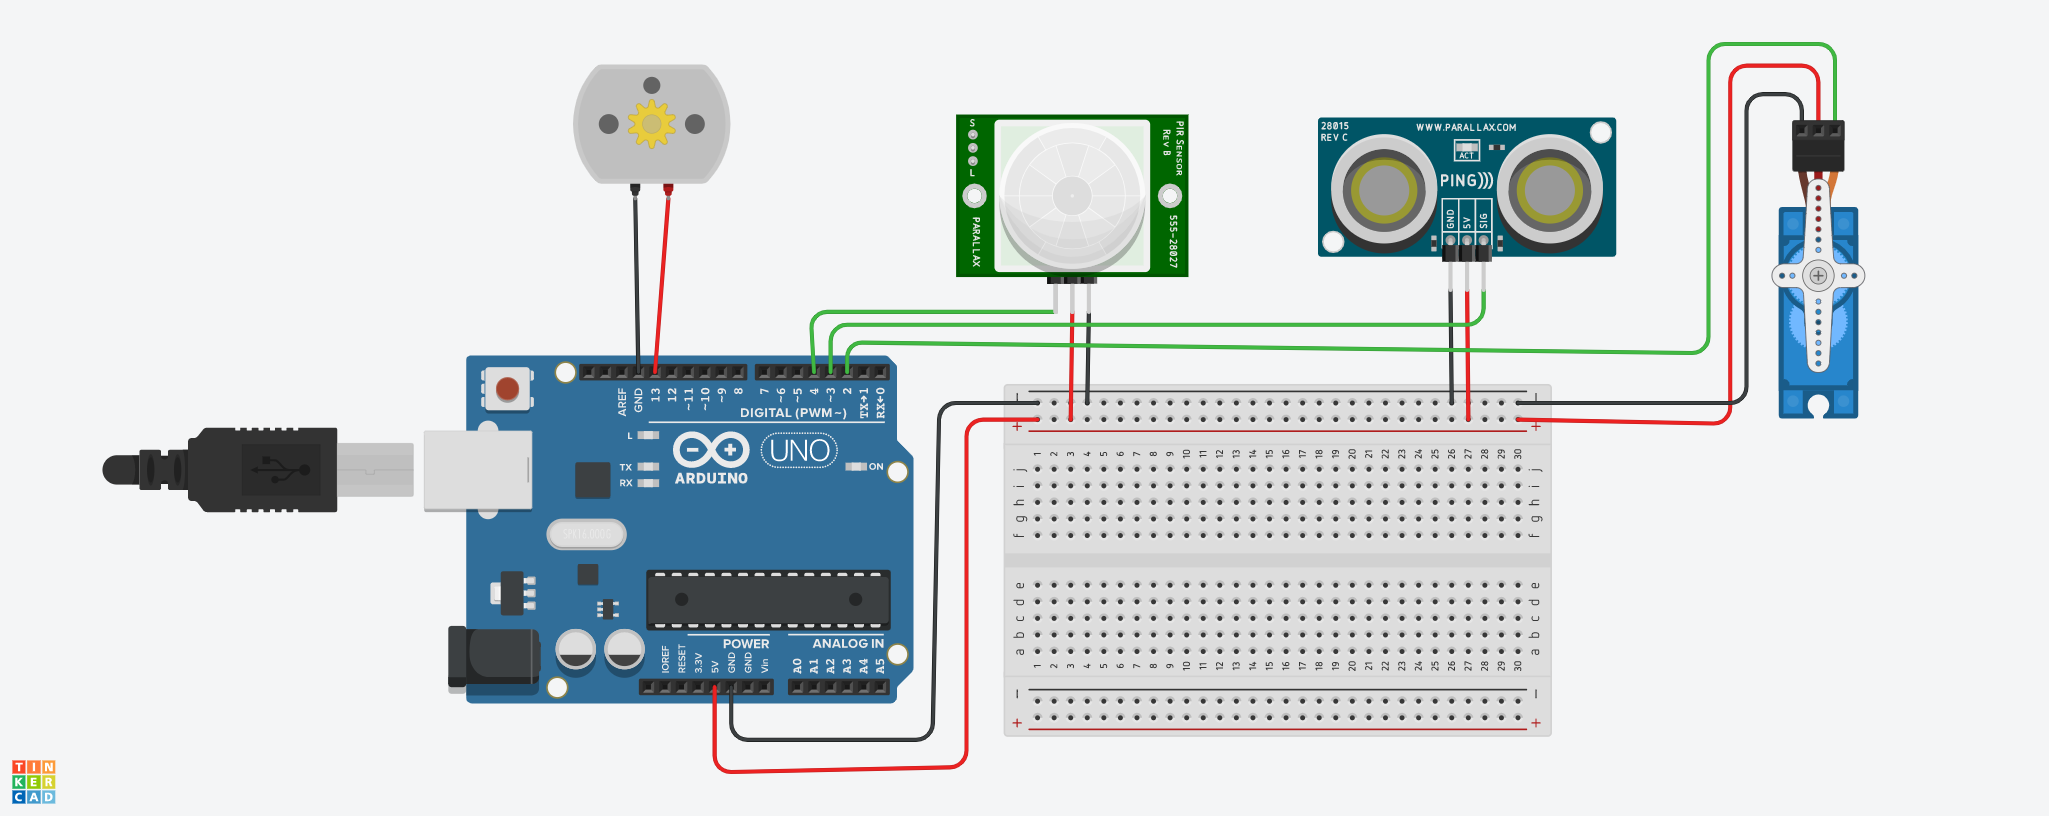 S
L
PARALLAX
PIR SENSOR
REV B
555-28027
28015
REV C
WWW.PARALLAX.COM
ACT
PING)))
GND
5V
SIG
AREF
GND
13
12
~11
~10
~9
8
7
~6
~5
4
~3
2
TX→1
RX←0
DIGITAL (PWM~)
L
TX
RX
ARDUINO
UNO
ON
SPK16.000G
POWER
ANALOG IN
IOREF
RESET
3.3V
5V
GND
GND
Vin
A0
A1
A2
A3
A4
A5
- -
+ +
1 2 3 4 5 6 7 8 9 10 11 12 13 14 15 16 17 18 19 20 21 22 23 24 25 26 27 28 29 30
j j
i i
h h
g g
f f
e e
d d
c c
b b
a a
1 2 3 4 5 6 7 8 9 10 11 12 13 14 15 16 17 18 19 20 21 22 23 24 25 26 27 28 29 30
- -
+ +
TIN
KER
CAD